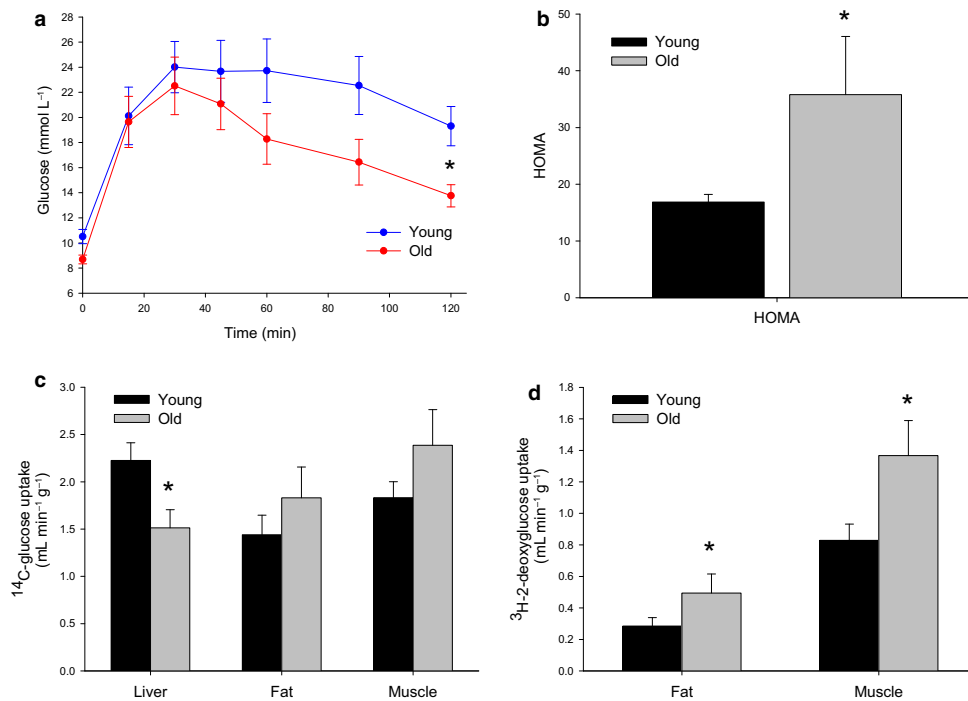 a
28
26
24
22
20
18
16
14
12
10
8
6
Glucose (mmol L⁻¹)
*
Young
Old
0 20 40 60 80 100 120
Time (min)
b
50
40
30
20
10
0
HOMA
Young
Old
*
HOMA
c
3.0
2.5
2.0
1.5
1.0
0.5
0.0
¹⁴C-glucose uptake
(mL min⁻¹ g⁻¹)
Young
Old
*
Liver Fat Muscle
d
1.8
1.6
1.4
1.2
1.0
0.8
0.6
0.4
0.2
0.0
³H-2-deoxyglucose uptake
(mL min⁻¹ g⁻¹)
Young
Old
*
*
Fat Muscle